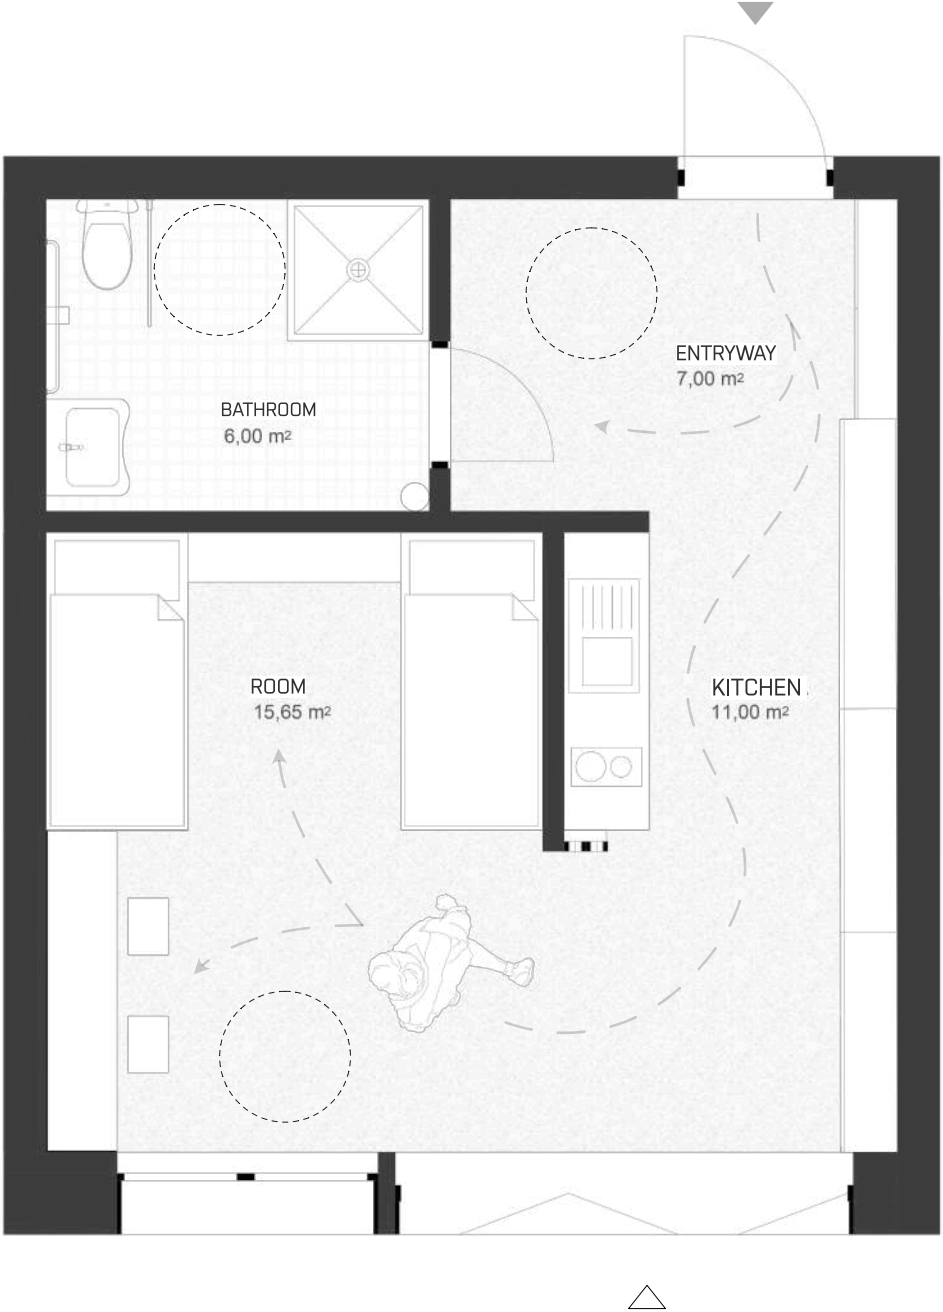 ENTRYWAY
7,00 m²
BATHROOM
6,00 m²
ROOM
15,65 m²
KITCHEN
11,00 m²